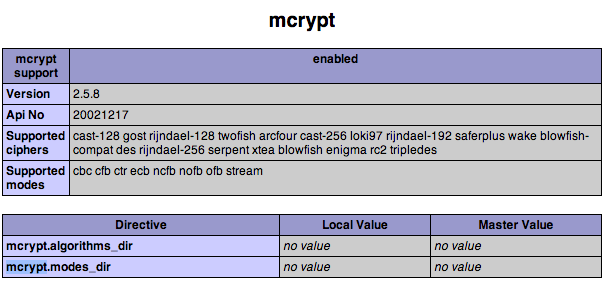 mcrypt
mcrypt support enabled
Version 2.5.8
Api No 20021217
Supported ciphers cast-128 gost rijndael-128 twofish arcfour cast-256 loki97 rijndael-192 saferplus wake blowfish-
compat des rijndael-256 serpent xtea blowfish enigma rc2 tripledes
Supported modes cbc cfb ctr ecb ncfb nofb ofb stream
Directive Local Value Master Value
mcrypt.algorithms_dir no value no value
mcrypt.modes_dir no value no value